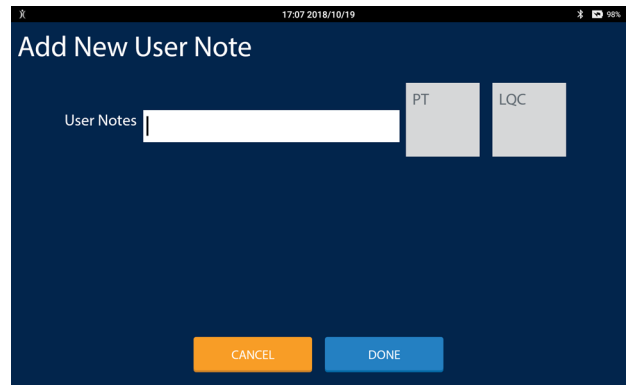 17:07 2018/10/19
98%
Add New User Note
PT
LQC
User Notes
CANCEL
DONE